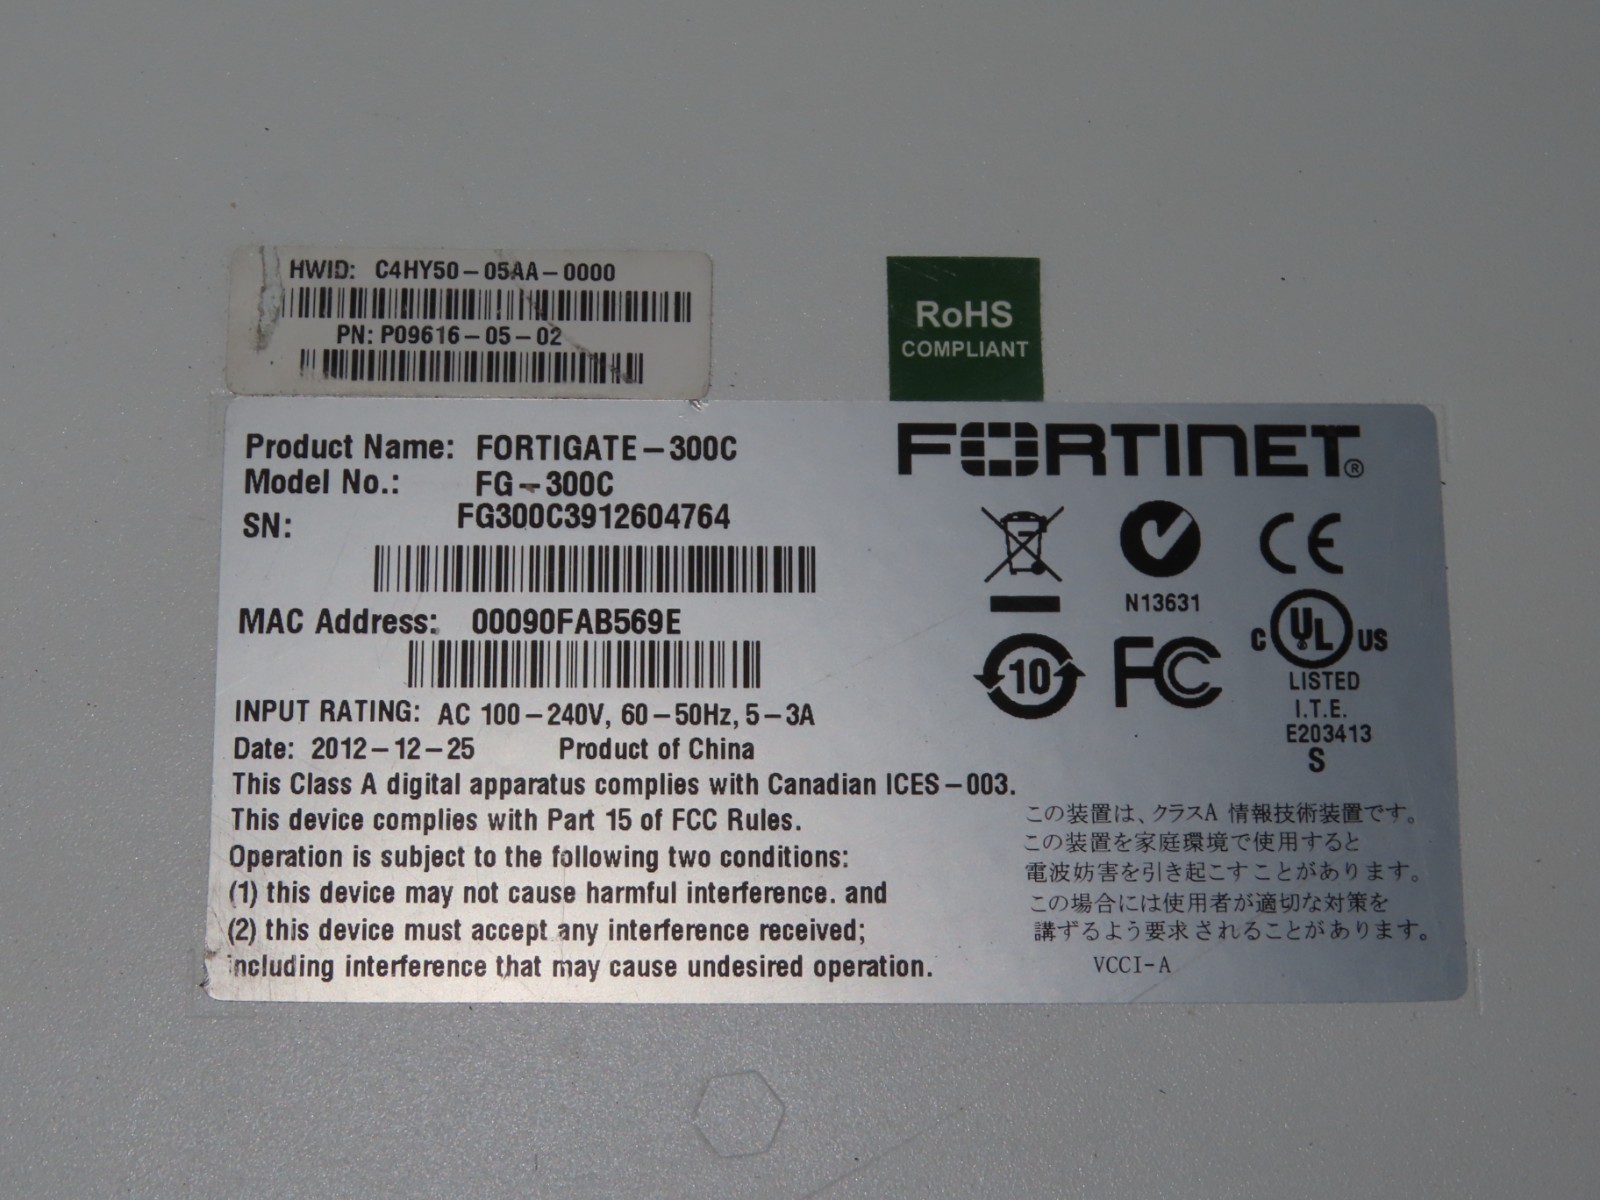 HWID: C4HY50-05AA-0000
PN: P09616-05-02
RoHS
COMPLIANT
Product Name: FORTIGATE-300C
Model No.: FG-300C
SN: FG300C3912604764
MAC Address: 00090FAB569E
INPUT RATING: AC 100-240V, 60-50Hz, 5-3A
Date: 2012-12-25 Product of China
This Class A digital apparatus complies with Canadian ICES-003.
This device complies with Part 15 of FCC Rules.
Operation is subject to the following two conditions:
(1) this device may not cause harmful interference. and
(2) this device must accept any interference received;
including interference that may cause undesired operation.
FORTINET®
N13631
CE
10
FC
C UL US
LISTED
I.T.E.
E203413
S
この装置は、クラスA 情報技術装置です。
この装置を家庭環境で使用すると
電波妨害を引き起こすことがあります。
この場合には使用者が適切な対策を
講ずるよう要求されることがあります。
VCCI-A